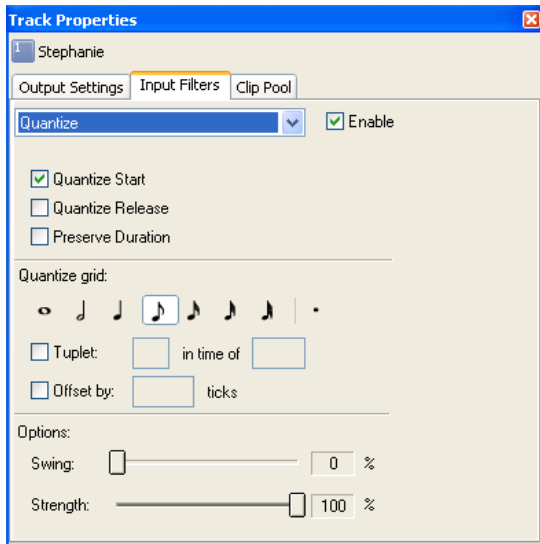 Track Properties
1 Stephanie
Output Settings Input Filters Clip Pool
Quantize Enable
Quantize Start
Quantize Release
Preserve Duration
Quantize grid:
Tuplet: in time of
Offset by: ticks
Options:
Swing: 0 %
Strength: 100 %